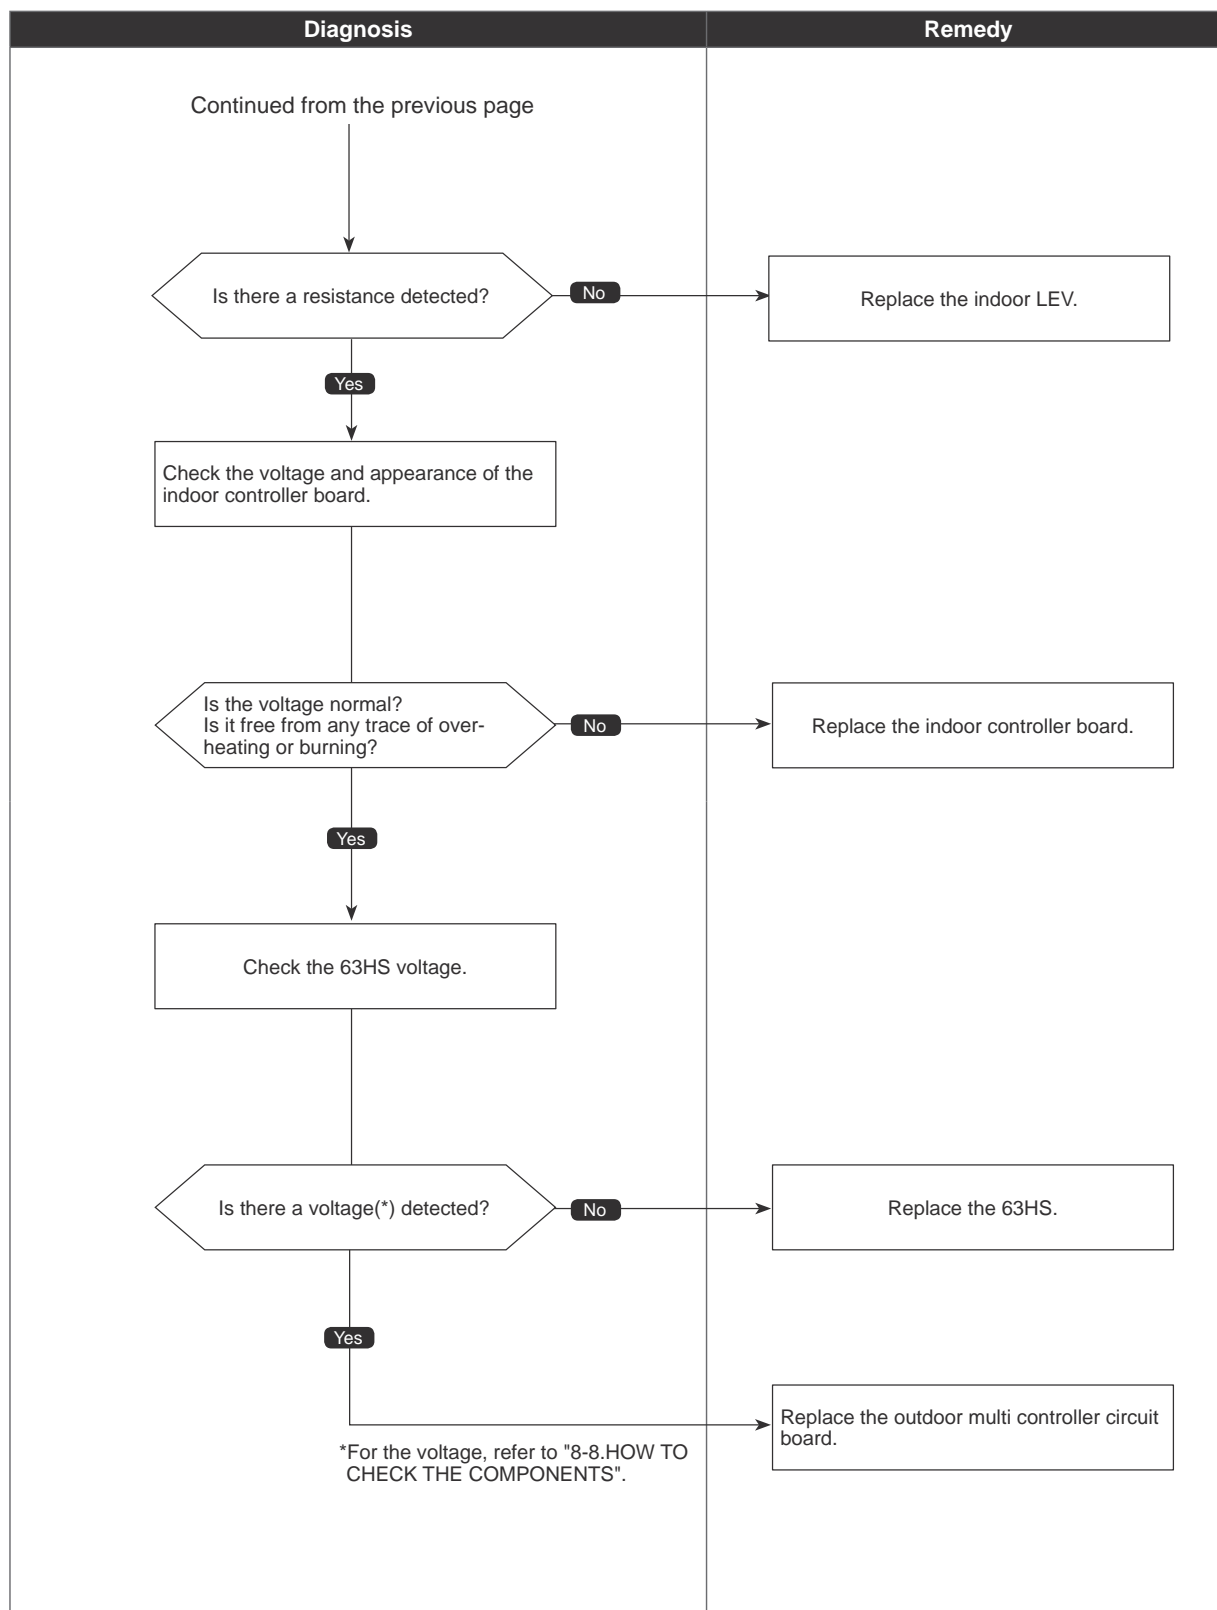 Diagnosis
Remedy
Continued from the previous page
Is there a resistance detected?
No
Replace the indoor LEV.
Yes
Check the voltage and appearance of the
indoor controller board.
Is the voltage normal?
Is it free from any trace of over-
heating or burning?
No
Replace the indoor controller board.
Yes
Check the 63HS voltage.
Is there a voltage(*) detected?
No
Replace the 63HS.
Yes
Replace the outdoor multi controller circuit
board.
*For the voltage, refer to "8-8.HOW TO
CHECK THE COMPONENTS".